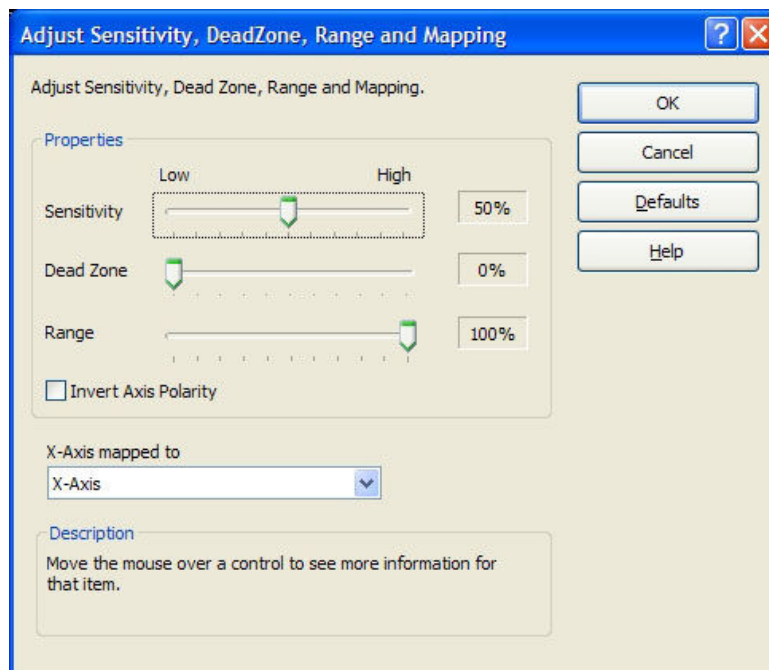 Adjust Sensitivity, DeadZone, Range and Mapping
Adjust Sensitivity, Dead Zone, Range and Mapping.
OK
Cancel
Defaults
Help
Properties
Low High
Sensitivity 50%
Dead Zone 0%
Range 100%
Invert Axis Polarity
X-Axis mapped to
X-Axis
Description
Move the mouse over a control to see more information for
that item.